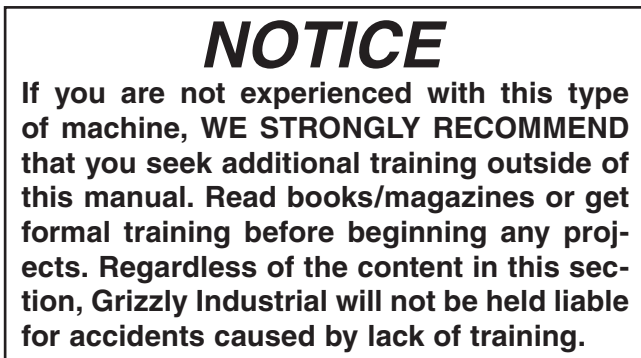 NOTICE
If you are not experienced with this type
of machine, WE STRONGLY RECOMMEND
that you seek additional training outside of
this manual. Read books/magazines or get
formal training before beginning any proj-
ects. Regardless of the content in this sec-
tion, Grizzly Industrial will not be held liable
for accidents caused by lack of training.